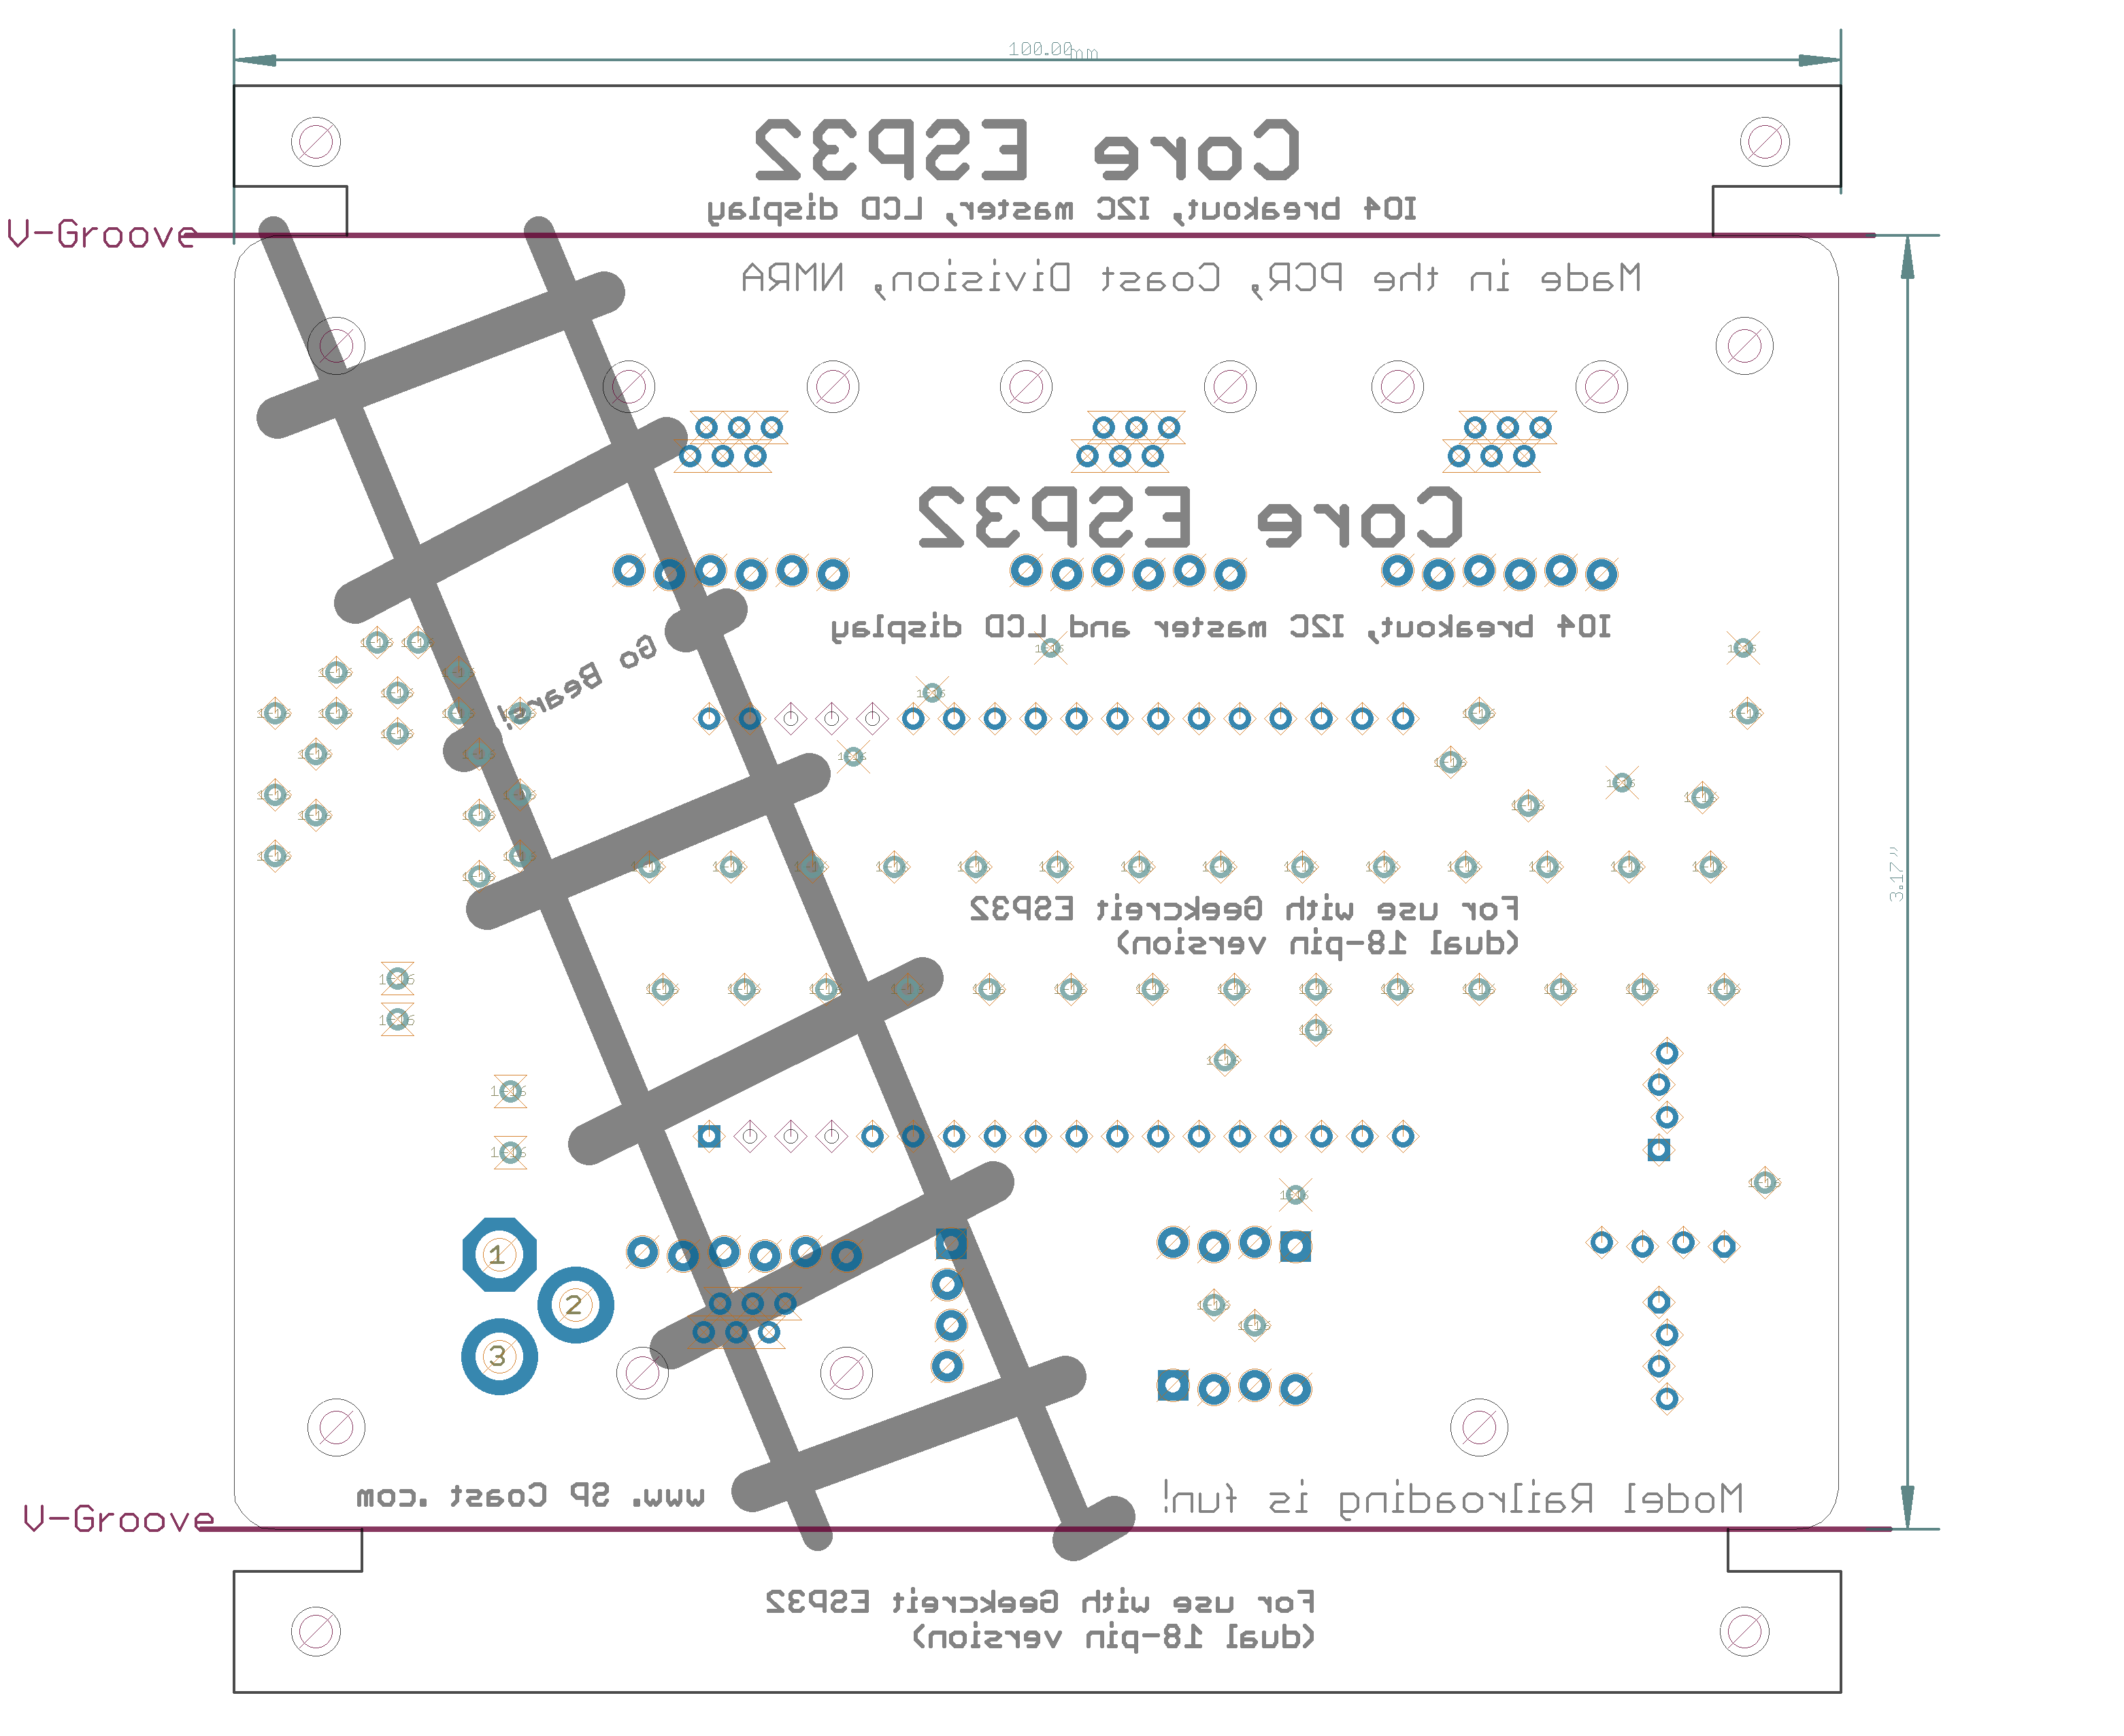 100.00mm
Core ESP32
IO4 breakout, I2C master, LCD display
V-Groove
Made in the PCR, Coast Division, NMRA
Core ESP32
IO4 breakout, I2C master and LCD display
Go Bears!
3.17"
For use with Geekcreit ESP32
(dual 18-pin version)
1
2
3
www. SP Coast .com
Model Railroading is fun!
V-Groove
For use with Geekcreit ESP32
(dual 18-pin version)